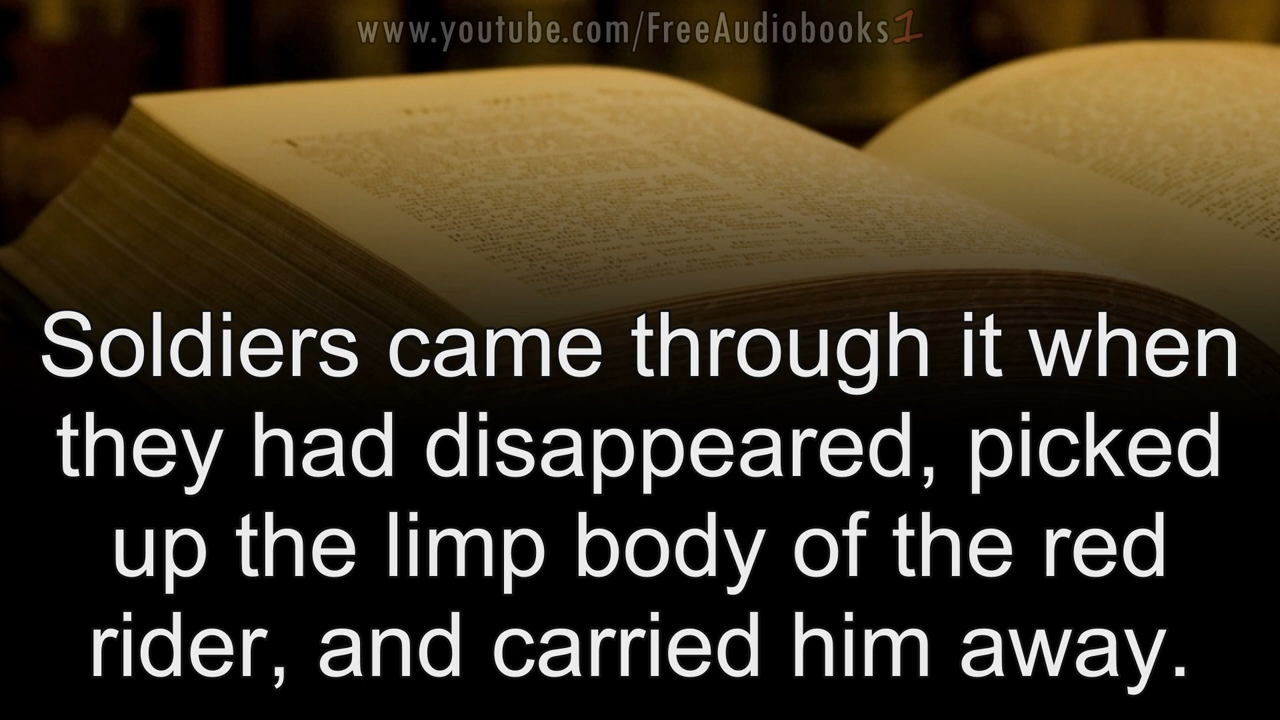 www.youtube.com/FreeAudiobooks1
Soldiers came through it when
they had disappeared, picked
up the limp body of the red
rider, and carried him away.